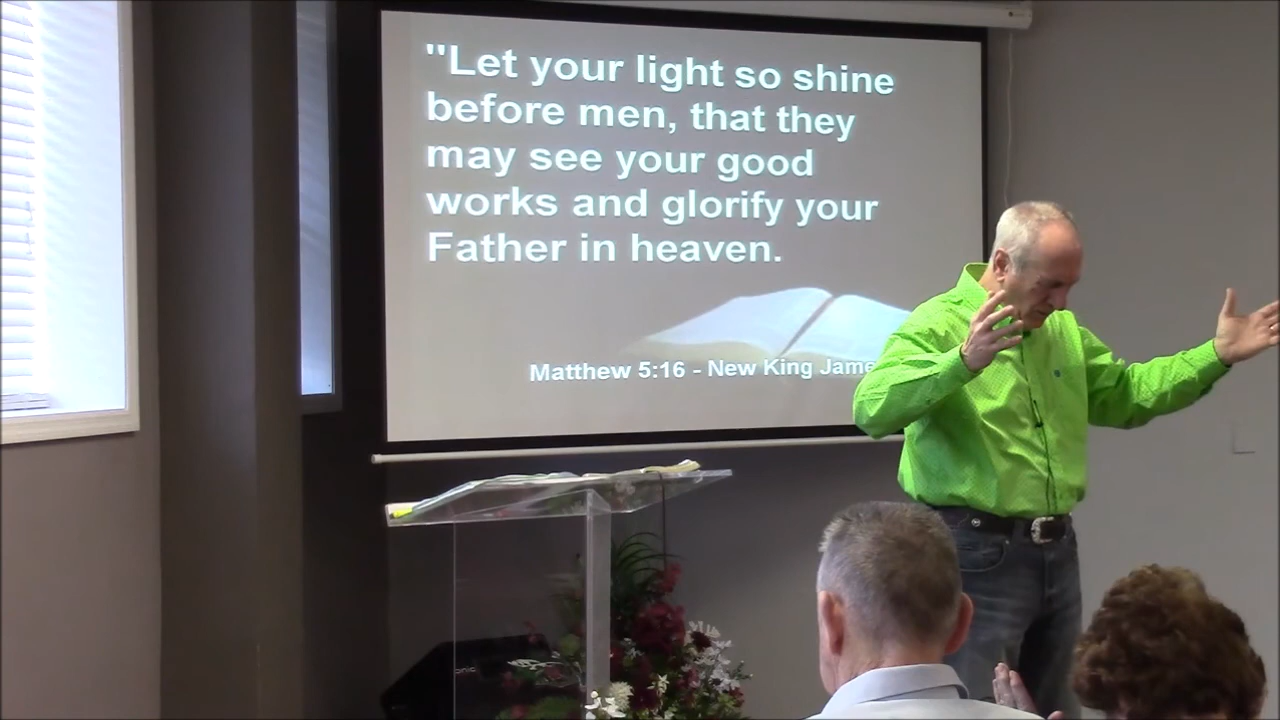 "Let your light so shine
before men, that they
may see your good
works and glorify your
Father in heaven.
Matthew 5:16 - New King Jame